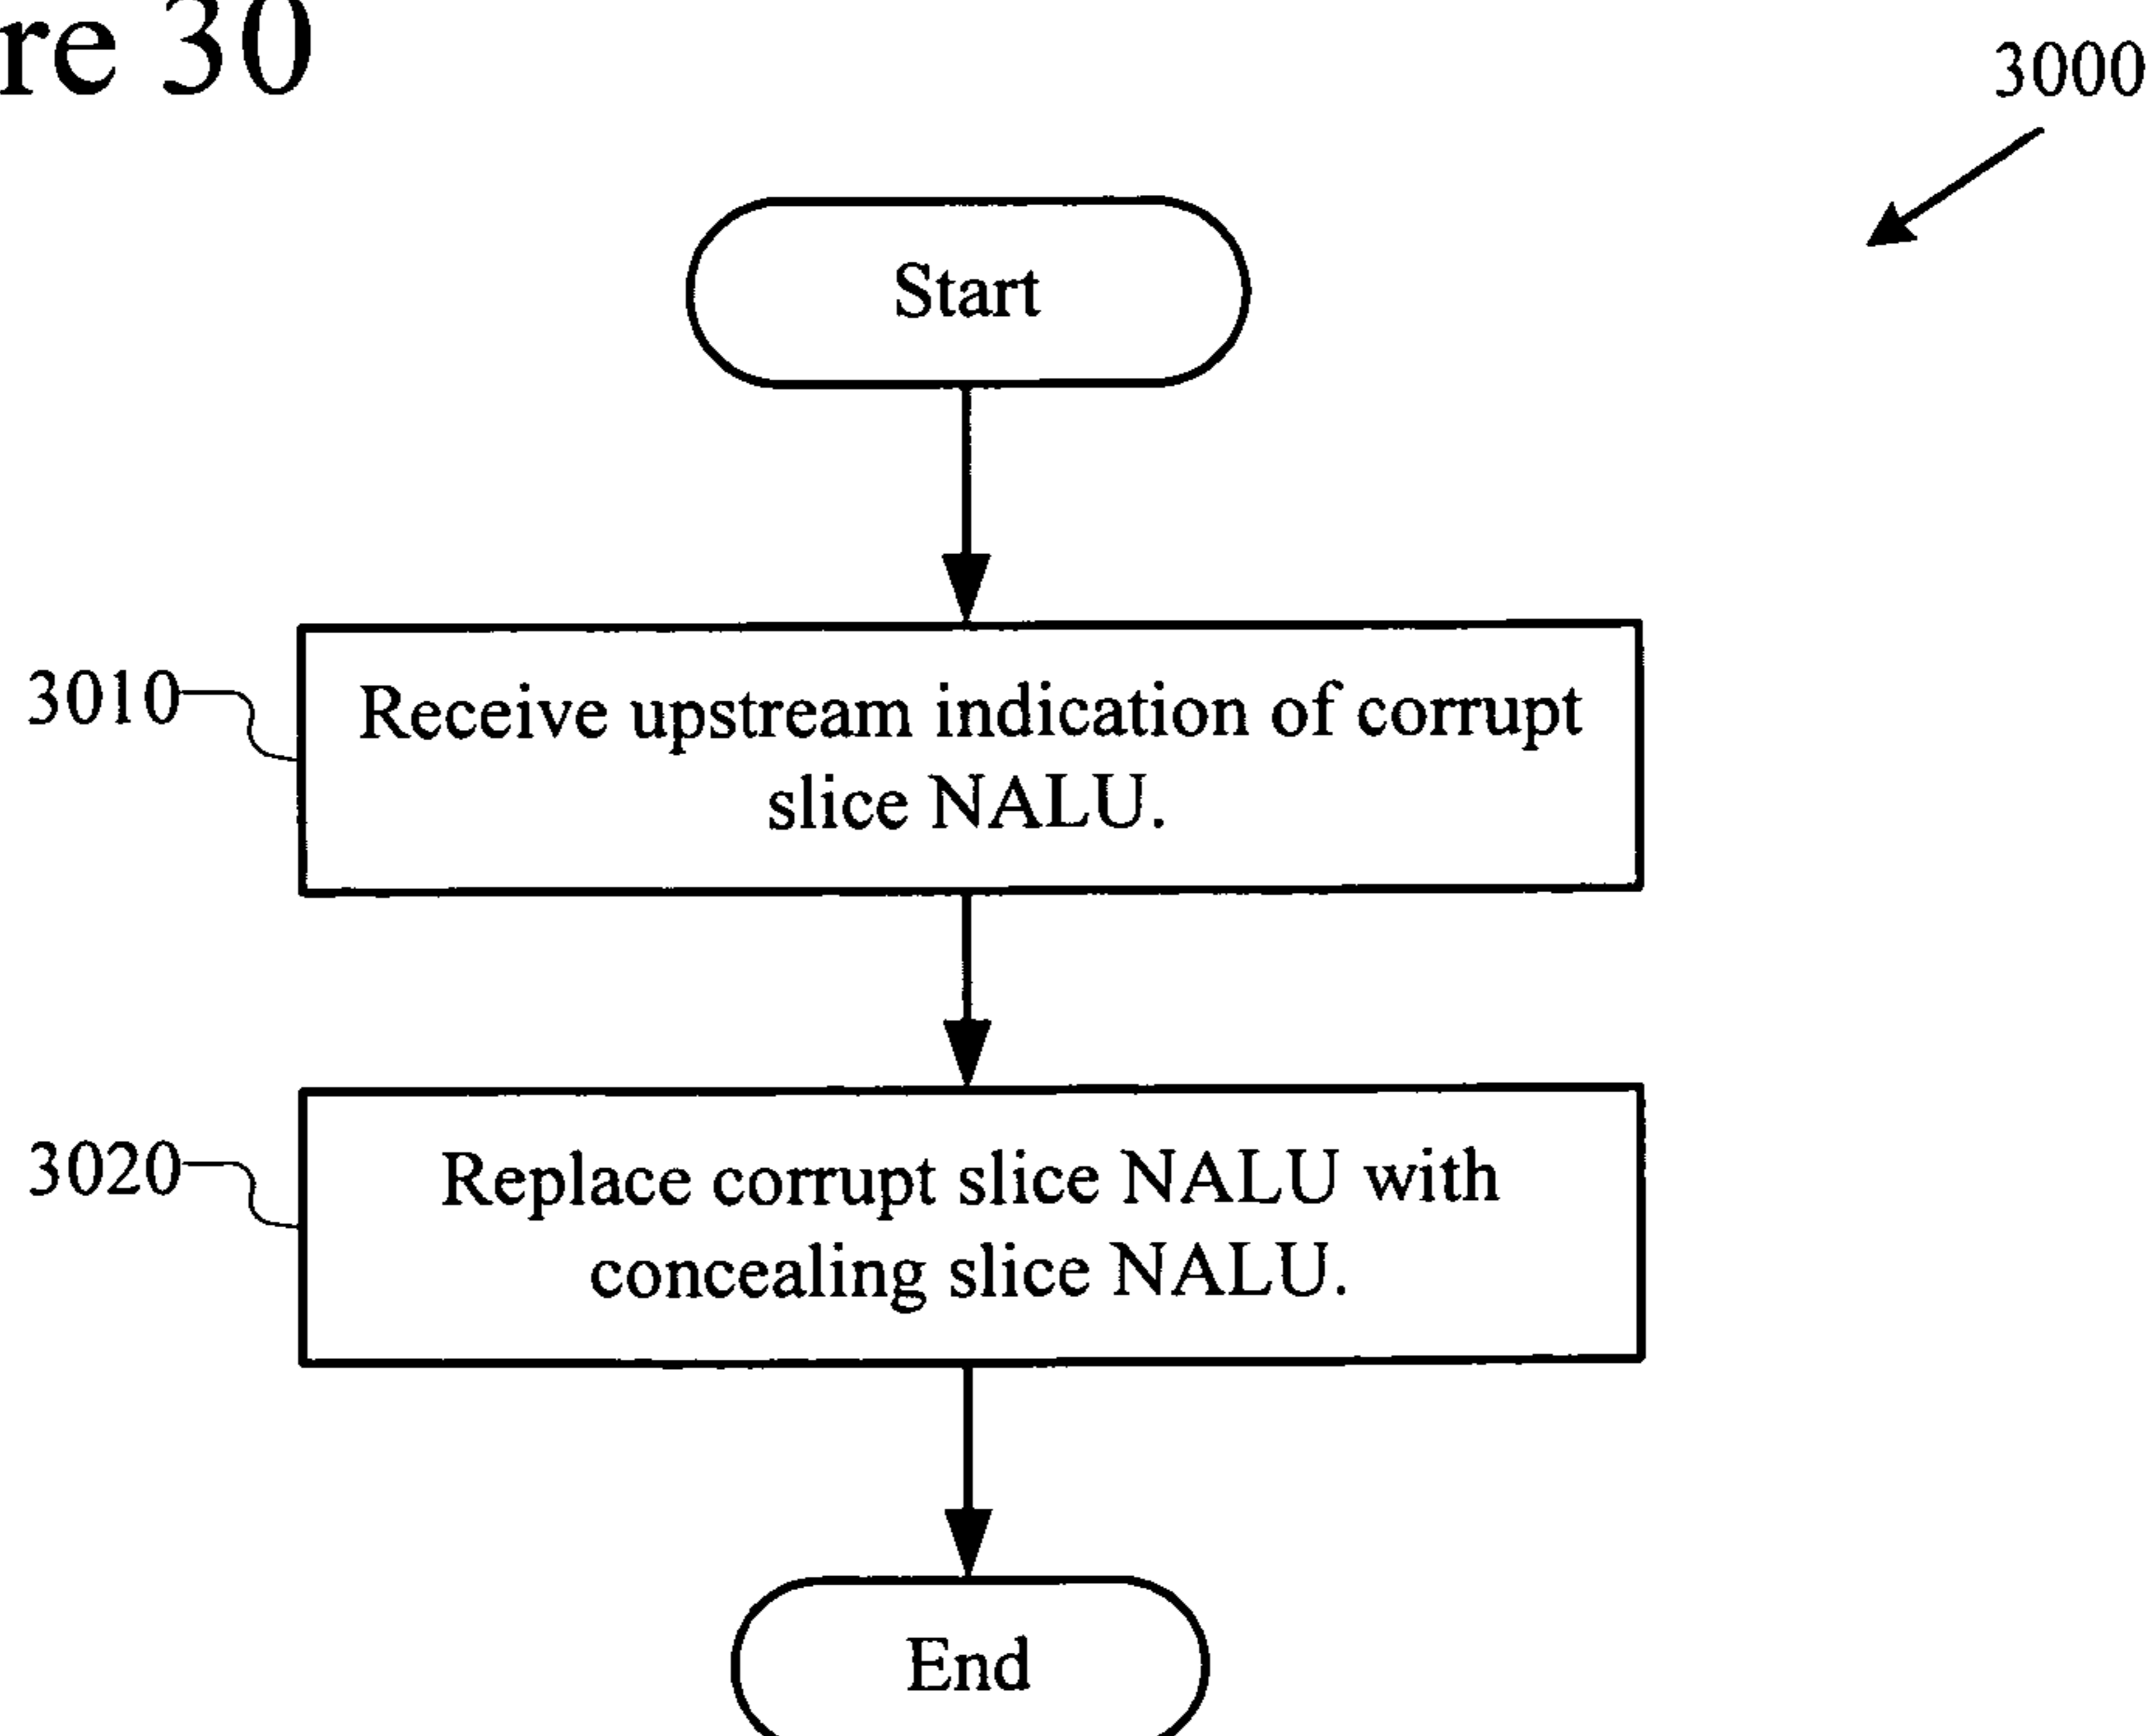 re 30
3000
Start
3010
Receive upstream indication of corrupt
slice NALU.
3020
Replace corrupt slice NALU with
concealing slice NALU.
End